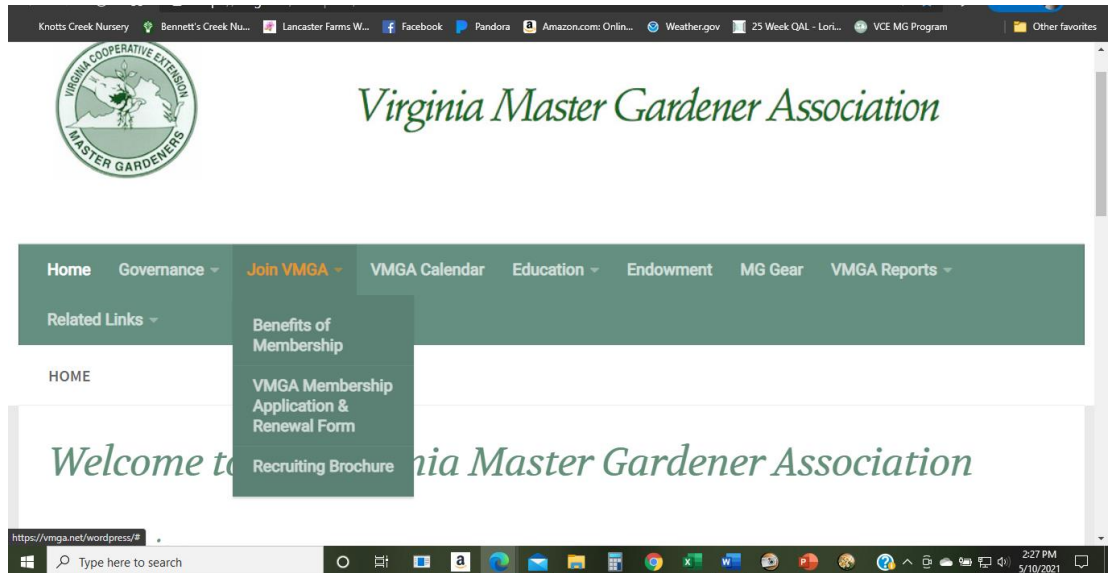 Knotts Creek Nursery Bennett's Creek Nu... Lancaster Farms W... Facebook Pandora Amazon.com: Onlin... Weather.gov 25 Week QAL - Lori... VCE MG Program Other favorites
VIRGINIA COOPERATIVE EXTENSION
MASTER GARDENERS
Virginia Master Gardener Association
Home Governance Join VMGA VMGA Calendar Education Endowment MG Gear VMGA Reports
Related Links
Benefits of
Membership
HOME
VMGA Membership
Application &
Renewal Form
Recruiting Brochure
Welcome to nia Master Gardener Association
https://vmga.net/wordpress/#
Type here to search
2:27 PM
5/10/2021